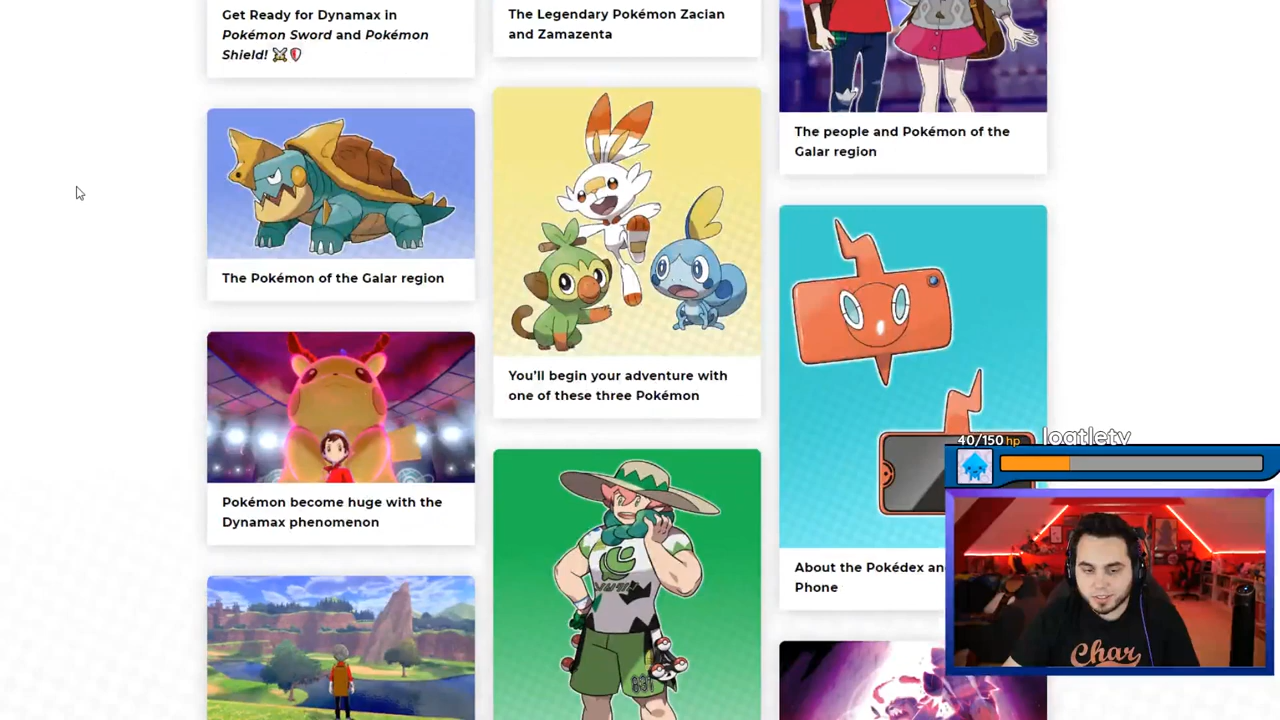 Get Ready for Dynamax in
Pokémon Sword and Pokémon
Shield!
The Legendary Pokémon Zacian
and Zamazenta
The people and Pokémon of the
Galar region
The Pokémon of the Galar region
You'll begin your adventure with
one of these three Pokémon
Pokémon become huge with the
Dynamax phenomenon
About the Pokédex an
Phone
40/150 hp
loatletv
Char